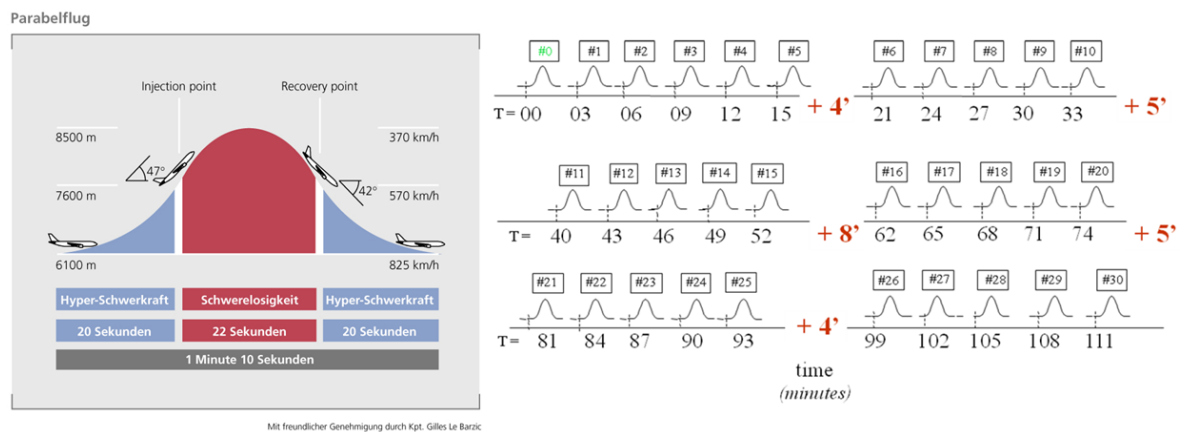 Parabelflug
Injection point
Recovery point
8500 m
370 km/h
47°
42°
7600 m
570 km/h
6100 m
825 km/h
Hyper-Schwerkraft
Schwerelosigkeit
Hyper-Schwerkraft
20 Sekunden
22 Sekunden
20 Sekunden
1 Minute 10 Sekunden
Mit freundlicher Genehmigung durch Kpt. Gilles Le Barzic
#0 #1 #2 #3 #4 #5
T= 00 03 06 09 12 15 + 4’
#6 #7 #8 #9 #10
21 24 27 30 33 + 5’
#11 #12 #13 #14 #15
T= 40 43 46 49 52 + 8’
#16 #17 #18 #19 #20
62 65 68 71 74 + 5’
#21 #22 #23 #24 #25
T= 81 84 87 90 93 + 4’
#26 #27 #28 #29 #30
99 102 105 108 111
time
(minutes)